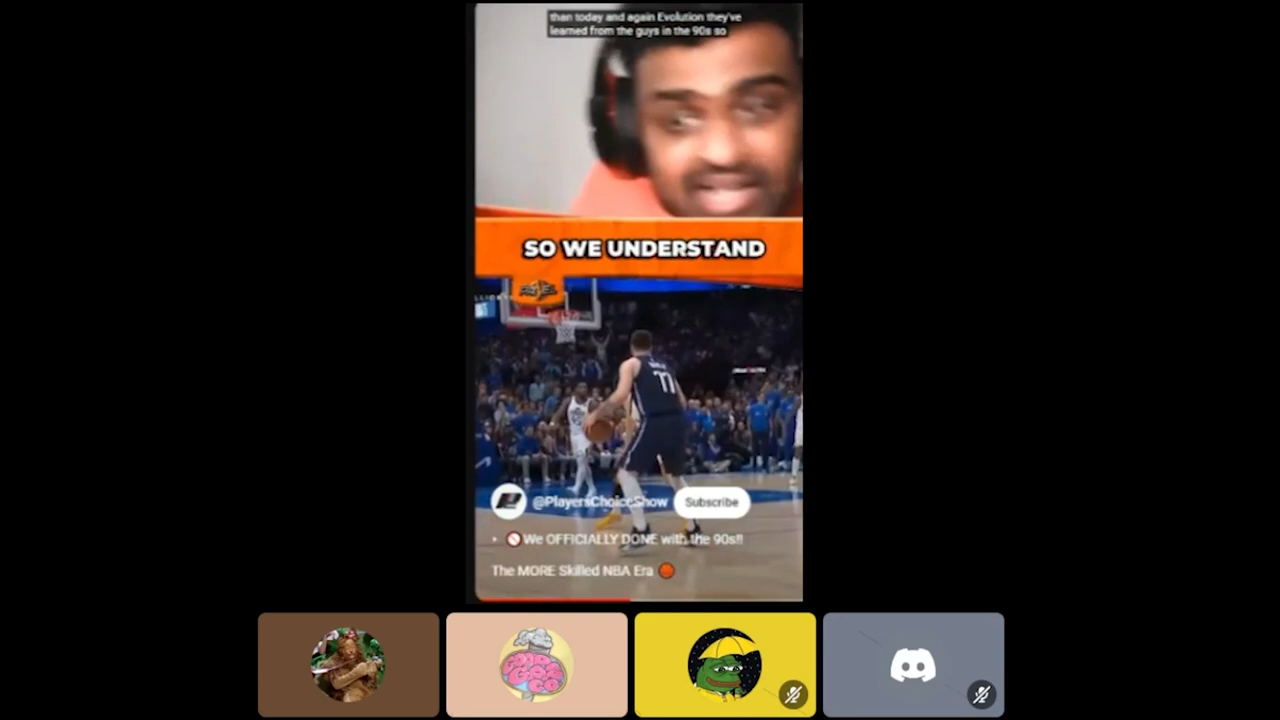 than today and again Evolution they've
learned from the guys in the 90s so
SO WE UNDERSTAND
77
@PlayersChoiceShow Subscribe
We OFFICIALLY DONE with the 90s!!
The MORE Skilled NBA Era